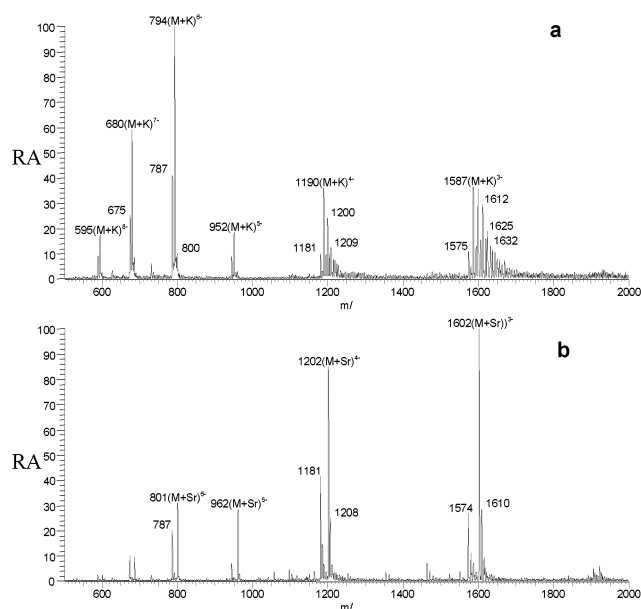 a
794(M+K)6-
680(M+K)7-
787
1190(M+K)4-
1587(M+K)3-
1612
675
1200
1625
595(M+K)8-
952(M+K)5-
1632
800
1181
1209
1575
RA
100
90
80
70
60
50
40
30
20
10
0
600 800 1000 1200 1400 1600 1800 2000
m/
b
1602(M+Sr))3-
1202(M+Sr)4-
1181
801(M+Sr)6-
962(M+Sr)5-
787
1208
1574
1610
RA
100
90
80
70
60
50
40
30
20
10
0
600 800 1000 1200 1400 1600 1800 2000
m/